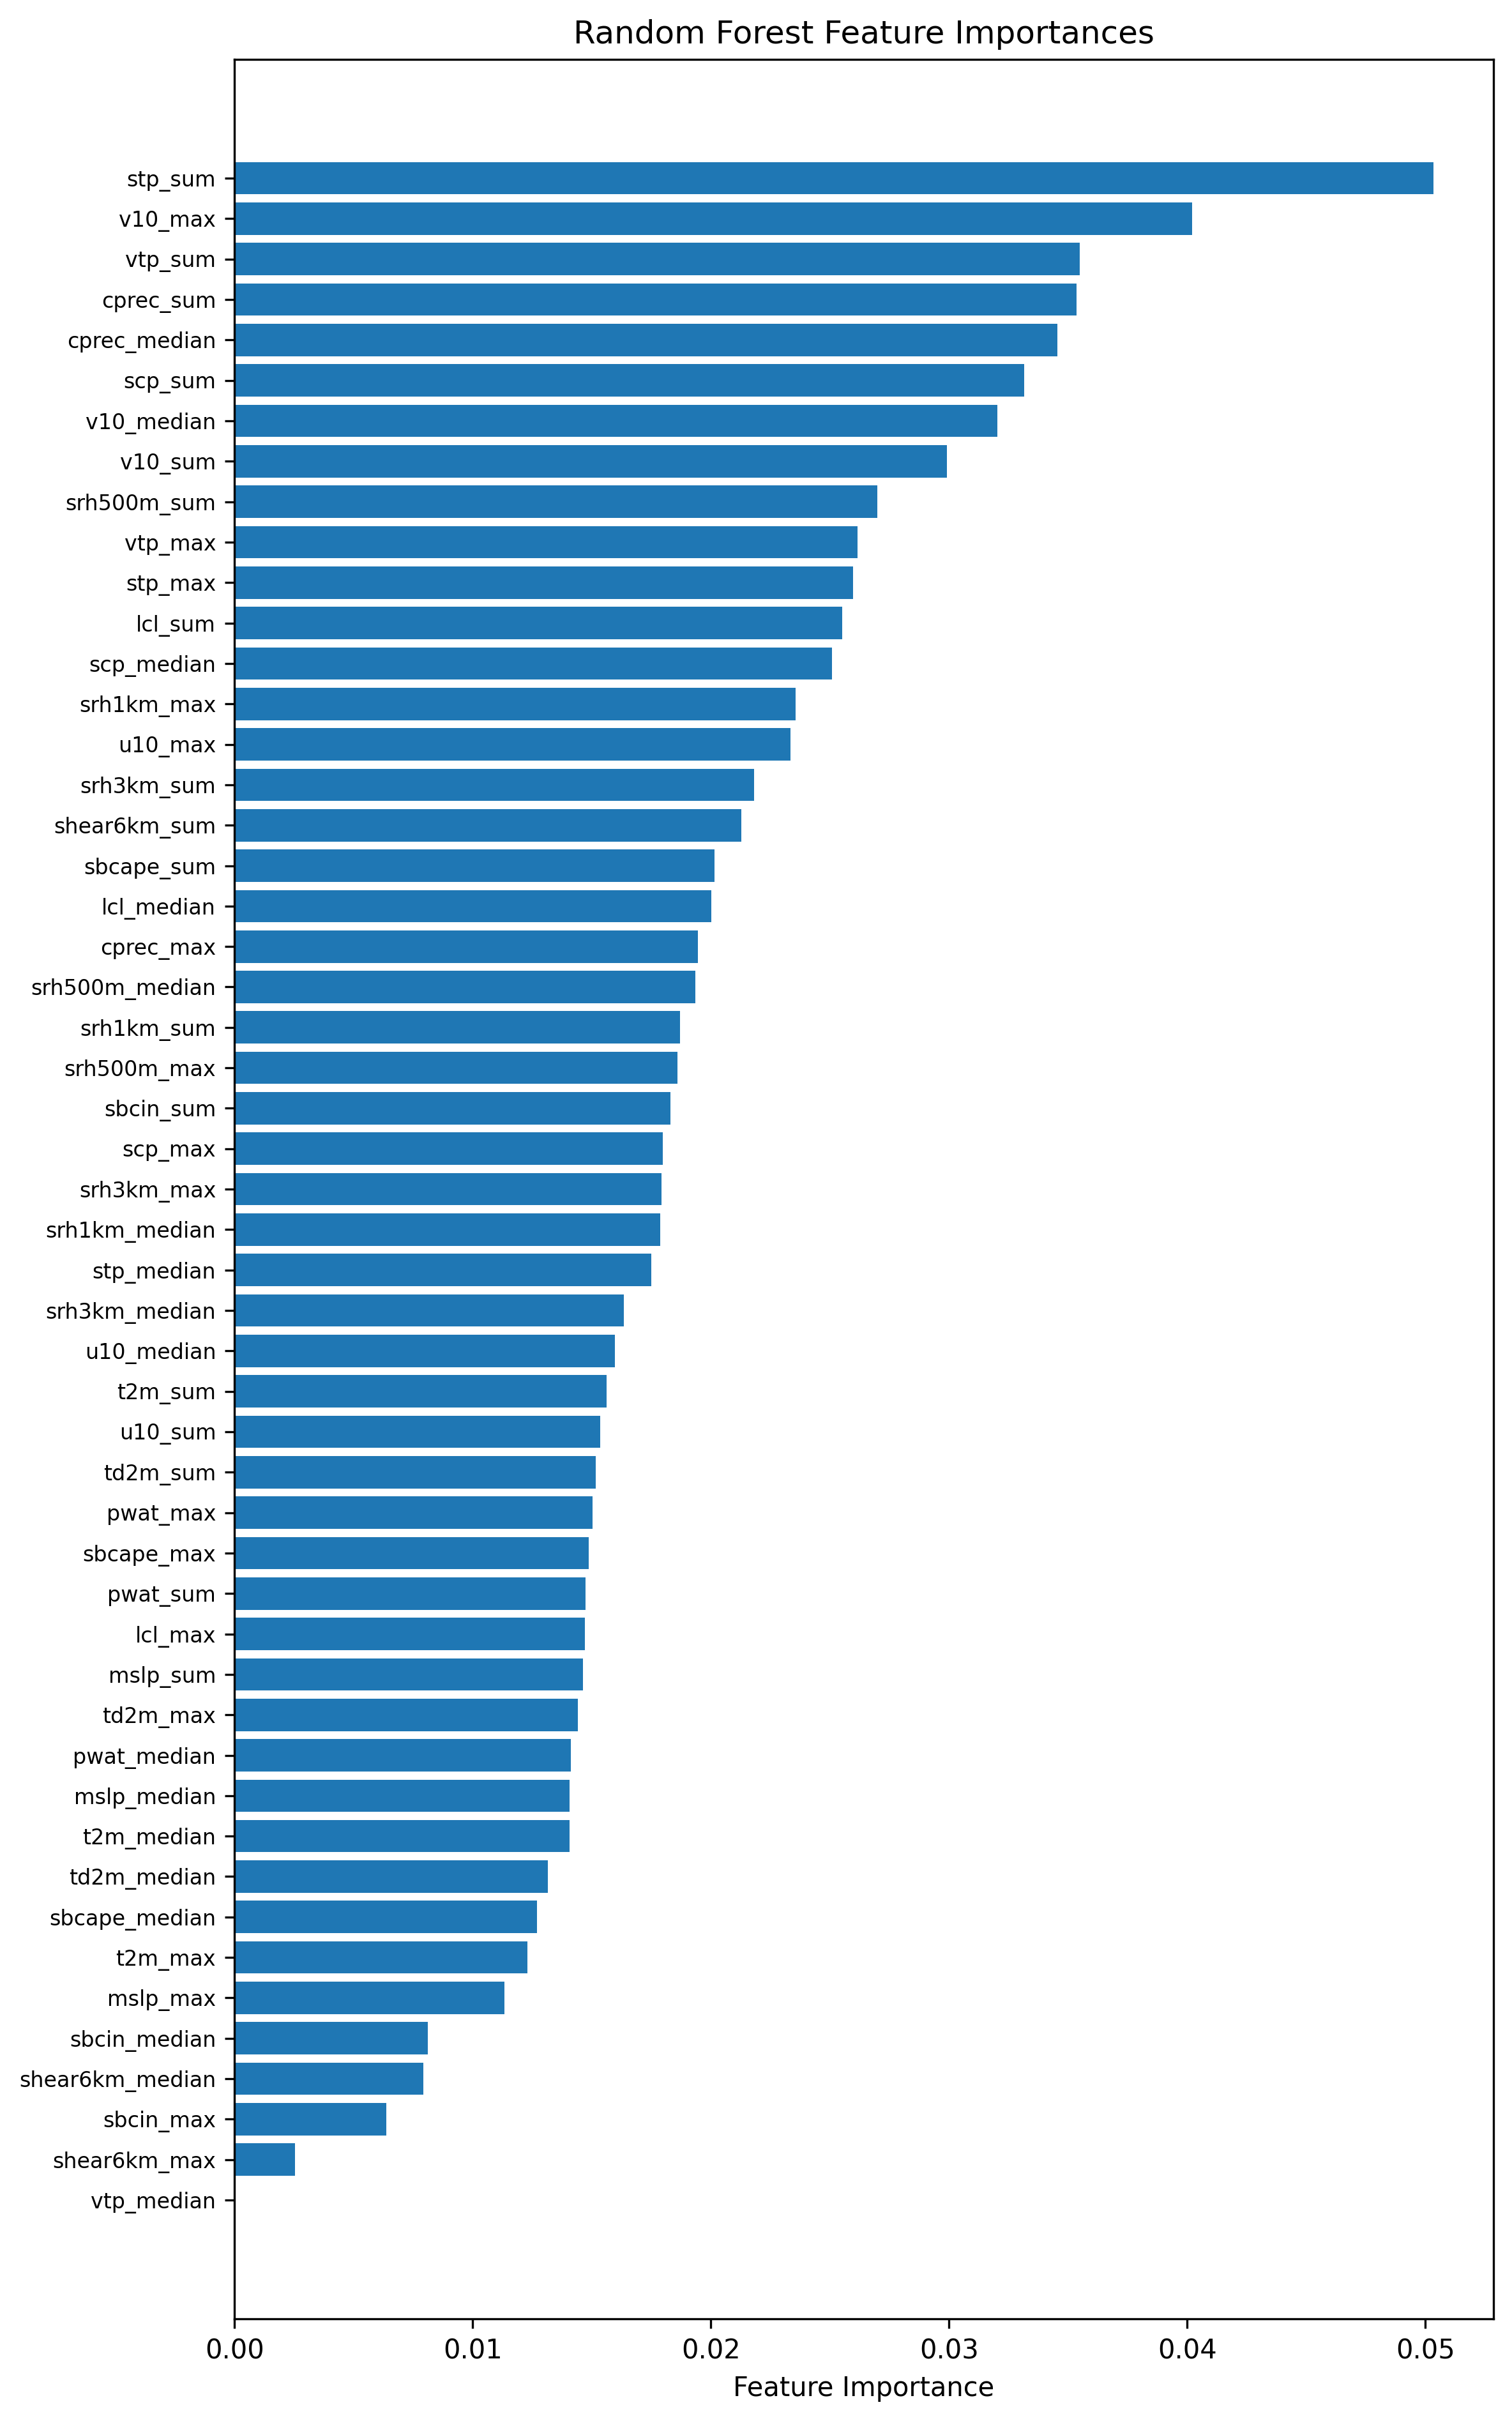 Random Forest Feature Importances
stp_sum
v10_max
vtp_sum
cprec_sum
cprec_median
scp_sum
v10_median
v10_sum
srh500m_sum
vtp_max
stp_max
lcl_sum
scp_median
srh1km_max
u10_max
srh3km_sum
shear6km_sum
sbcape_sum
lcl_median
cprec_max
srh500m_median
srh1km_sum
srh500m_max
sbcin_sum
scp_max
srh3km_max
srh1km_median
stp_median
srh3km_median
u10_median
t2m_sum
u10_sum
td2m_sum
pwat_max
sbcape_max
pwat_sum
lcl_max
mslp_sum
td2m_max
pwat_median
mslp_median
t2m_median
td2m_median
sbcape_median
t2m_max
mslp_max
sbcin_median
shear6km_median
sbcin_max
shear6km_max
vtp_median
0.00 0.01 0.02 0.03 0.04 0.05
Feature Importance